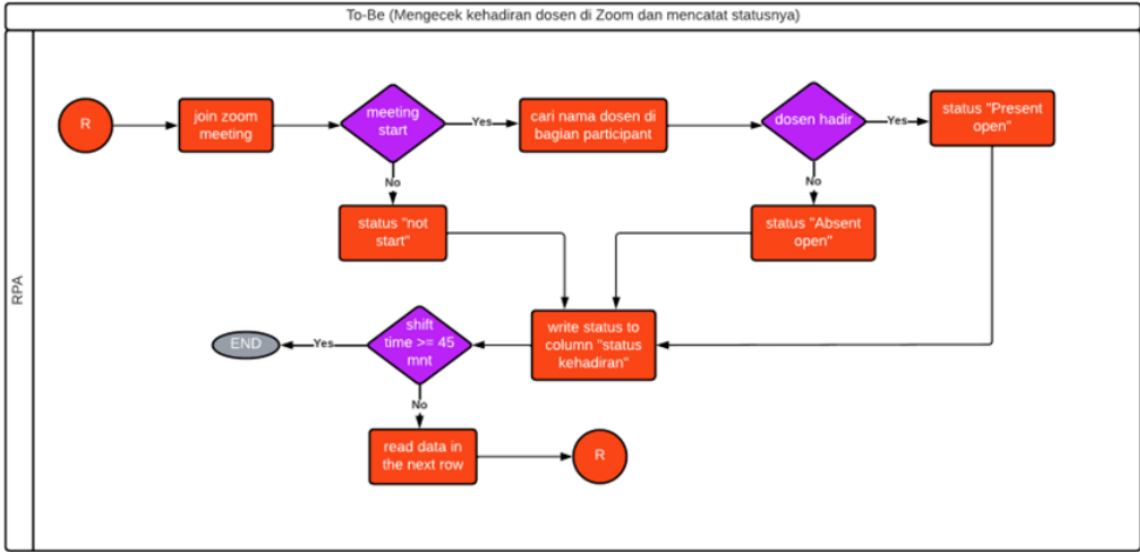 To-Be (Mengecek kehadiran dosen di Zoom dan mencatat statusnya)
RPA
R
join zoom
meeting
meeting
start
Yes
cari nama dosen di
bagian participant
dosen hadir
Yes
status "Present
open"
No
status "not
start"
No
status "Absent
open"
write status to
column "status
kehadiran"
shift
time >= 45
mnt
Yes
END
No
read data in
the next row
R